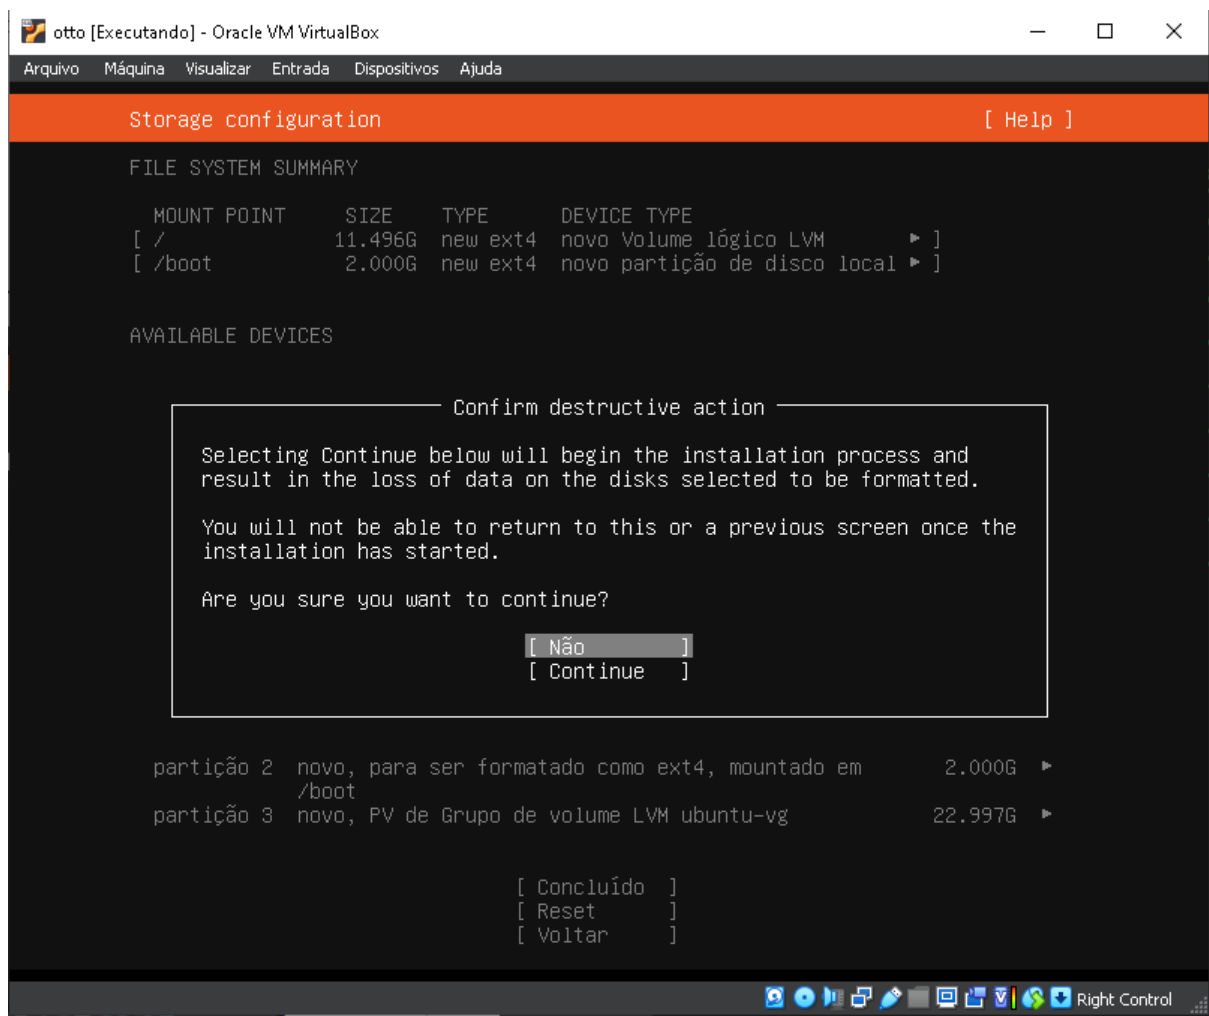 otto [Executando] - Oracle VM VirtualBox
Arquivo Máquina Visualizar Entrada Dispositivos Ajuda
Storage configuration [ Help ]
FILE SYSTEM SUMMARY
MOUNT POINT SIZE TYPE DEVICE TYPE
[ / 11.496G new ext4 novo Volume lógico LVM ▸ ]
[ /boot 2.000G new ext4 novo partição de disco local ▸ ]
AVAILABLE DEVICES
Confirm destructive action
Selecting Continue below will begin the installation process and
result in the loss of data on the disks selected to be formatted.
You will not be able to return to this or a previous screen once the
installation has started.
Are you sure you want to continue?
[ Não ]
[ Continue ]
partição 2 novo, para ser formatado como ext4, mountado em 2.000G ▸
/boot
partição 3 novo, PV de Grupo de volume LVM ubuntu-vg 22.997G ▸
[ Concluído ]
[ Reset ]
[ Voltar ]
Right Control